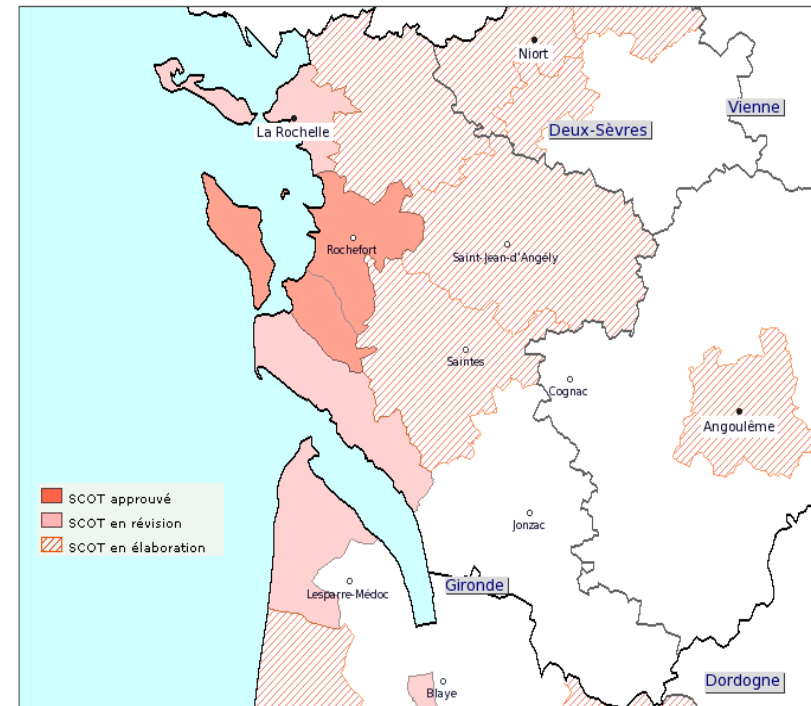 Niort
Vienne
La Rochelle
Deux-Sèvres
Rochefort
Saint-Jean-d'Angély
Saintes
Cognac
Angoulême
SCOT approuvé
SCOT en révision
SCOT en élaboration
Jonzac
Lesparre-Médoc
Gironde
Dordogne
Blaye